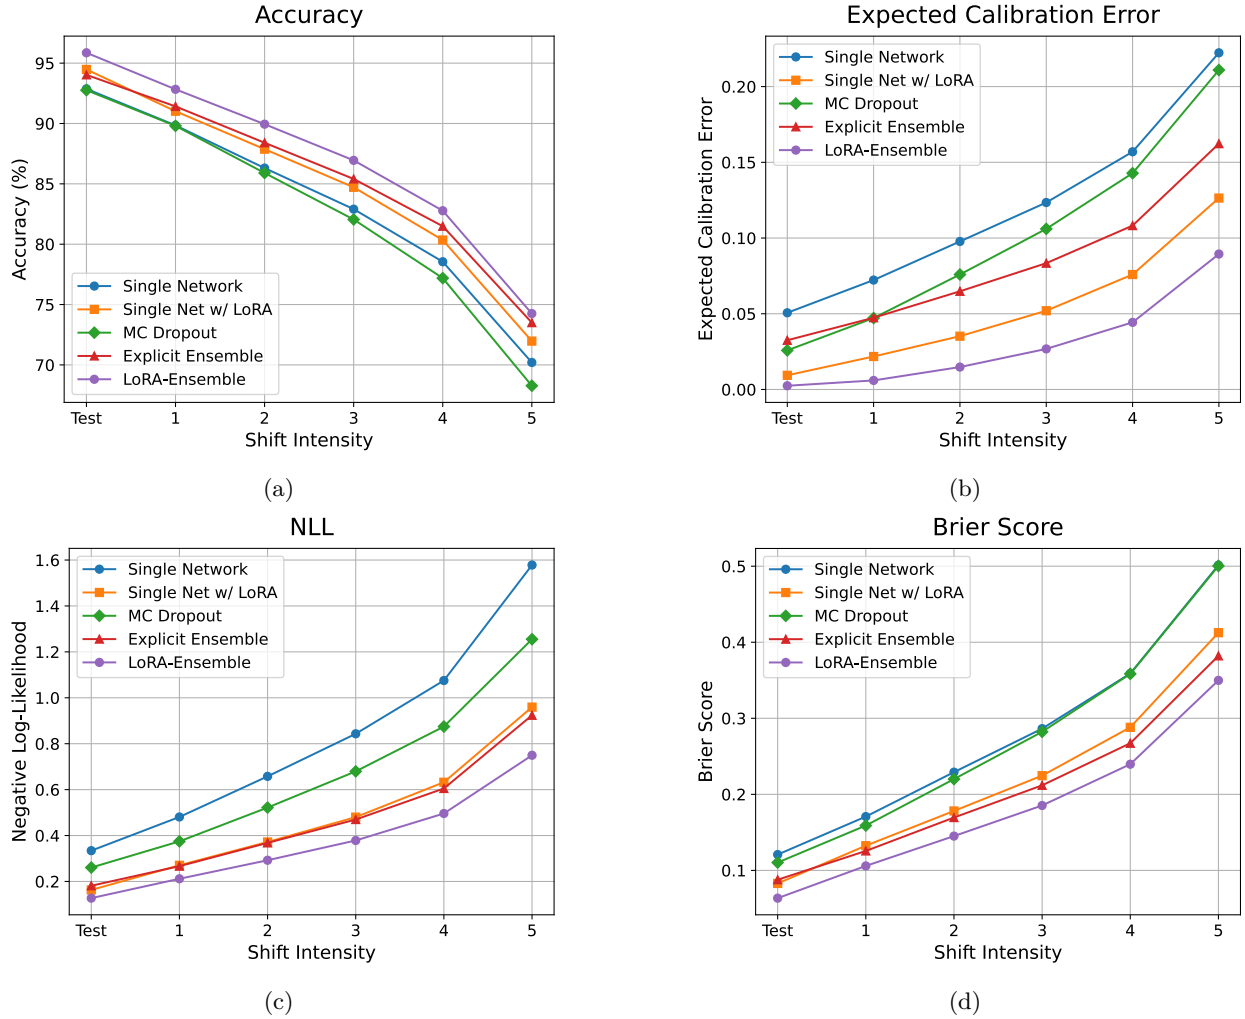 Accuracy
Accuracy (%)
95
90
85
80
75
70
Single Network
Single Net w/ LoRA
MC Dropout
Explicit Ensemble
LoRA-Ensemble
Test 1 2 3 4 5
Shift Intensity
(a)
Expected Calibration Error
Expected Calibration Error
0.20
0.15
0.10
0.05
0.00
Single Network
Single Net w/ LoRA
MC Dropout
Explicit Ensemble
LoRA-Ensemble
Test 1 2 3 4 5
Shift Intensity
(b)
NLL
Negative Log-Likelihood
1.6
1.4
1.2
1.0
0.8
0.6
0.4
0.2
Single Network
Single Net w/ LoRA
MC Dropout
Explicit Ensemble
LoRA-Ensemble
Test 1 2 3 4 5
Shift Intensity
(c)
Brier Score
Brier Score
0.5
0.4
0.3
0.2
0.1
Single Network
Single Net w/ LoRA
MC Dropout
Explicit Ensemble
LoRA-Ensemble
Test 1 2 3 4 5
Shift Intensity
(d)